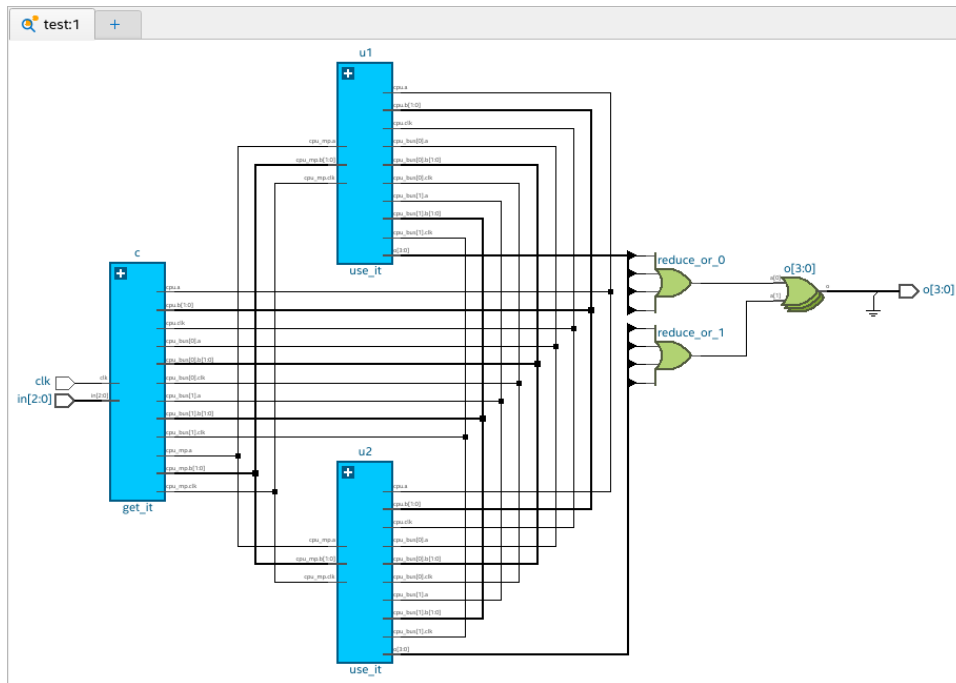 test:1
+
u1
cpu.a
cpu.b[1:0]
cpu.clk
cpu_mp.a
cpu_bus[0].a
cpu_mp.b[1:0]
cpu_bus[0].b[1:0]
cpu_mp.clk
cpu_bus[0].clk
cpu_bus[1].a
cpu_bus[1].b[1:0]
cpu_bus[1].clk
o[3:0]
use_it
c
cpu.a
cpu.b[1:0]
cpu.clk
cpu_bus[0].a
cpu_bus[0].b[1:0]
clk
clk
cpu_bus[0].clk
in[2:0]
in[2:0]
cpu_bus[1].a
cpu_bus[1].b[1:0]
cpu_bus[1].clk
cpu_mp.a
cpu_mp.b[1:0]
cpu_mp.clk
get_it
u2
cpu.a
cpu.b[1:0]
cpu.clk
cpu_mp.a
cpu_bus[0].a
cpu_mp.b[1:0]
cpu_bus[0].b[1:0]
cpu_mp.clk
cpu_bus[0].clk
cpu_bus[1].a
cpu_bus[1].b[1:0]
cpu_bus[1].clk
o[3:0]
use_it
reduce_or_0
reduce_or_1
o[3:0]
a[0]
a[1]
o
o[3:0]